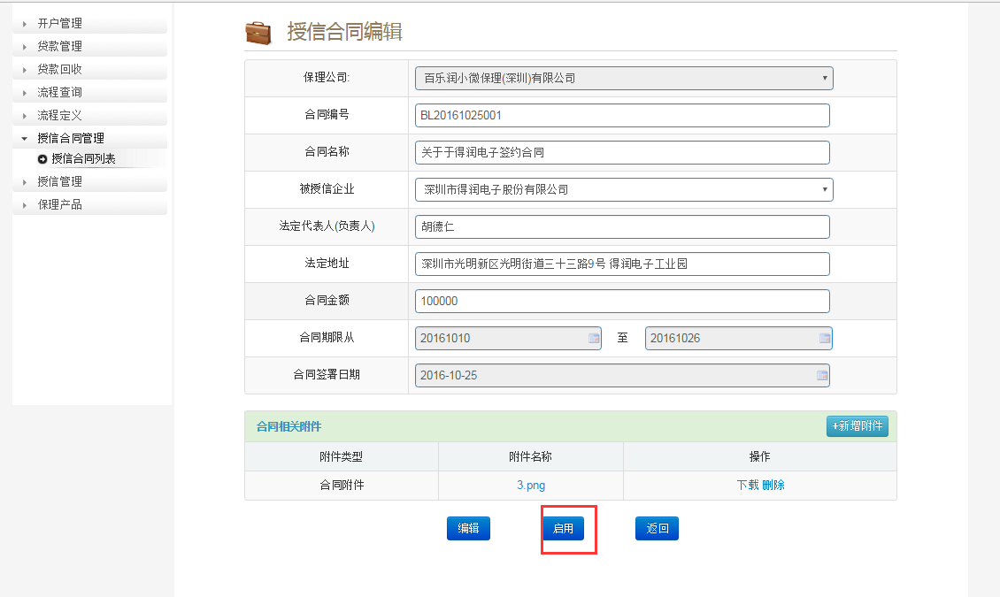 开户管理
贷款管理
贷款回收
流程查询
流程定义
授信合同管理
授信合同列表
授信管理
保理产品
授信合同编辑
保理公司: 百乐润小微保理(深圳)有限公司
合同编号 BL20161025001
合同名称 关于于得润电子签约合同
被授信企业 深圳市得润电子股份有限公司
法定代表人(负责人) 胡德仁
法定地址 深圳市光明新区光明街道三十三路9号 得润电子工业园
合同金额 100000
合同期限从 20161010 至 20161026
合同签署日期 2016-10-25
合同相关附件 +新增附件
附件类型 附件名称 操作
合同附件 3.png 下载 删除
编辑 启用 返回